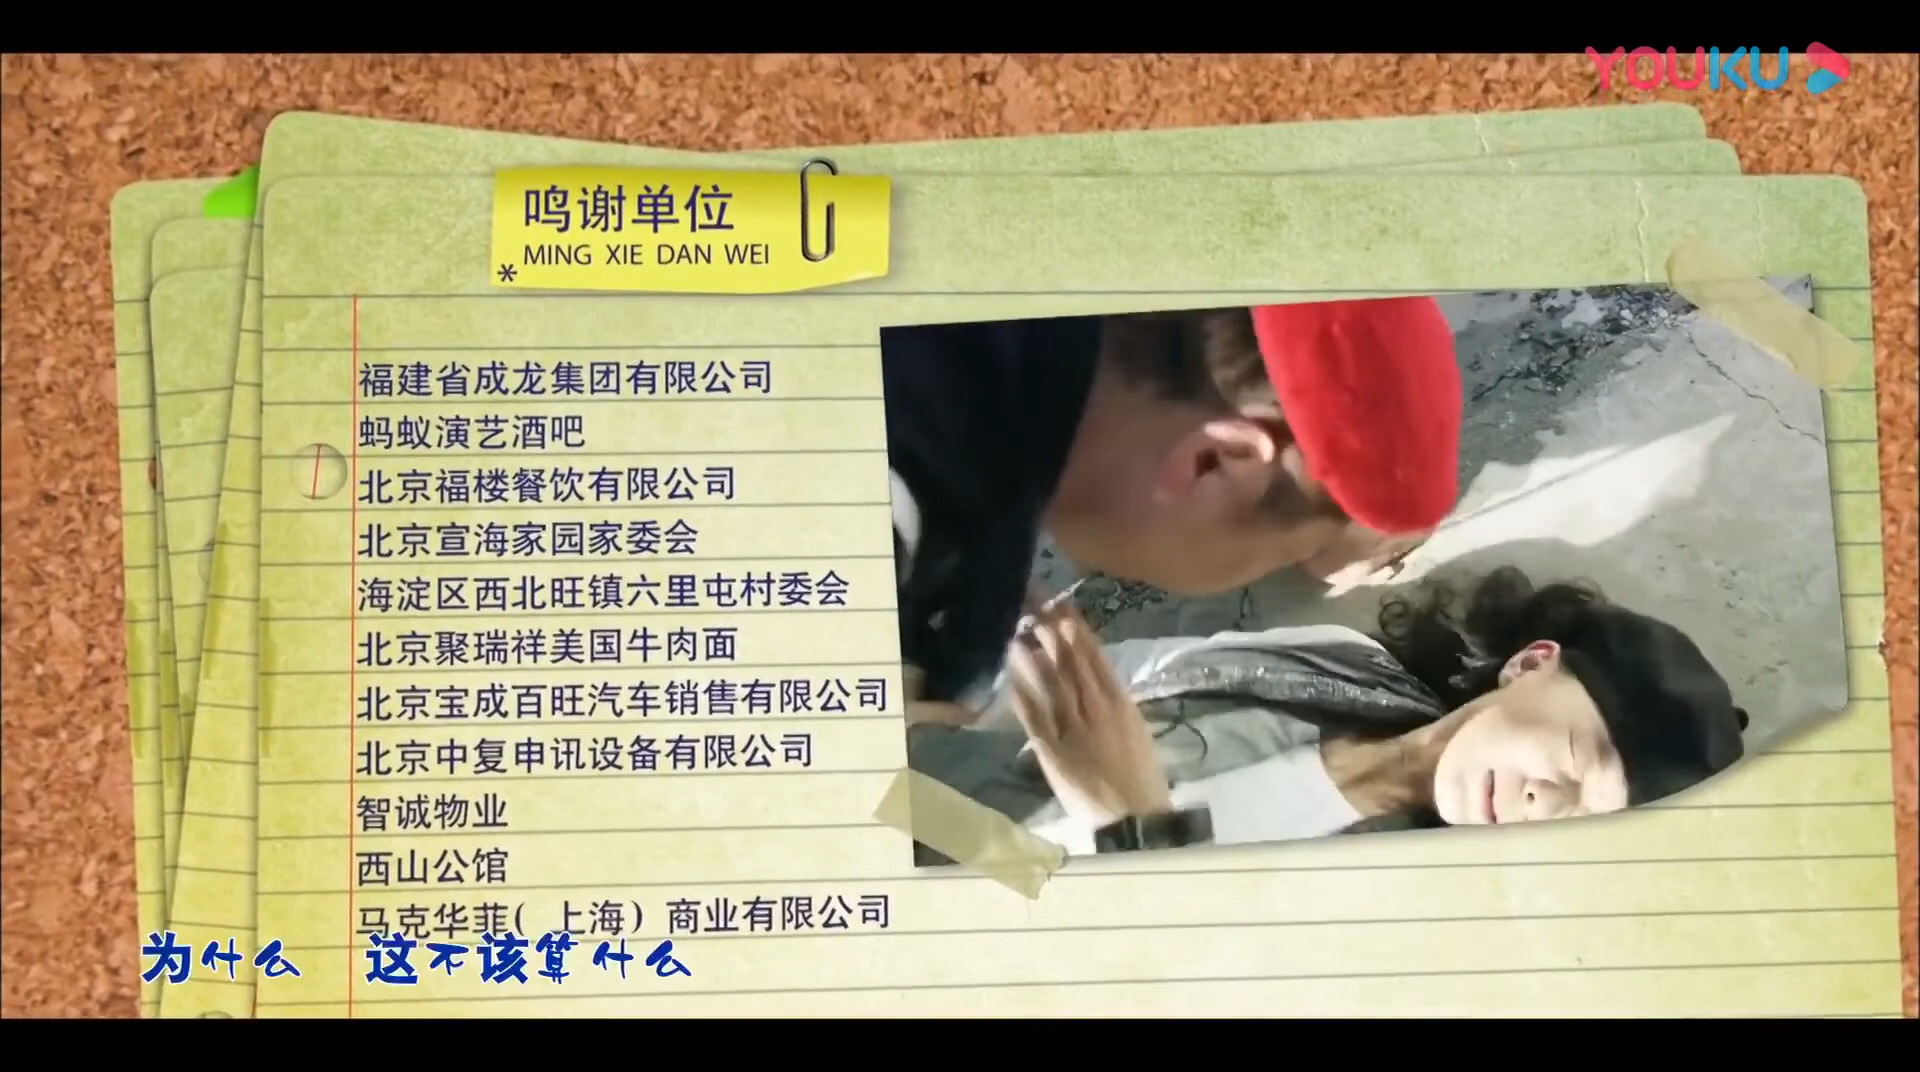 YOUKU
鸣谢单位
MING XIE DAN WEI
*
福建省成龙集团有限公司
蚂蚁演艺酒吧
北京福楼餐饮有限公司
北京宣海家园家委会
海淀区西北旺镇六里屯村委会
北京聚瑞祥美国牛肉面
北京宝成百旺汽车销售有限公司
北京中复申讯设备有限公司
智诚物业
西山公馆
马克华菲(上海)商业有限公司
为什么 这不该算什么